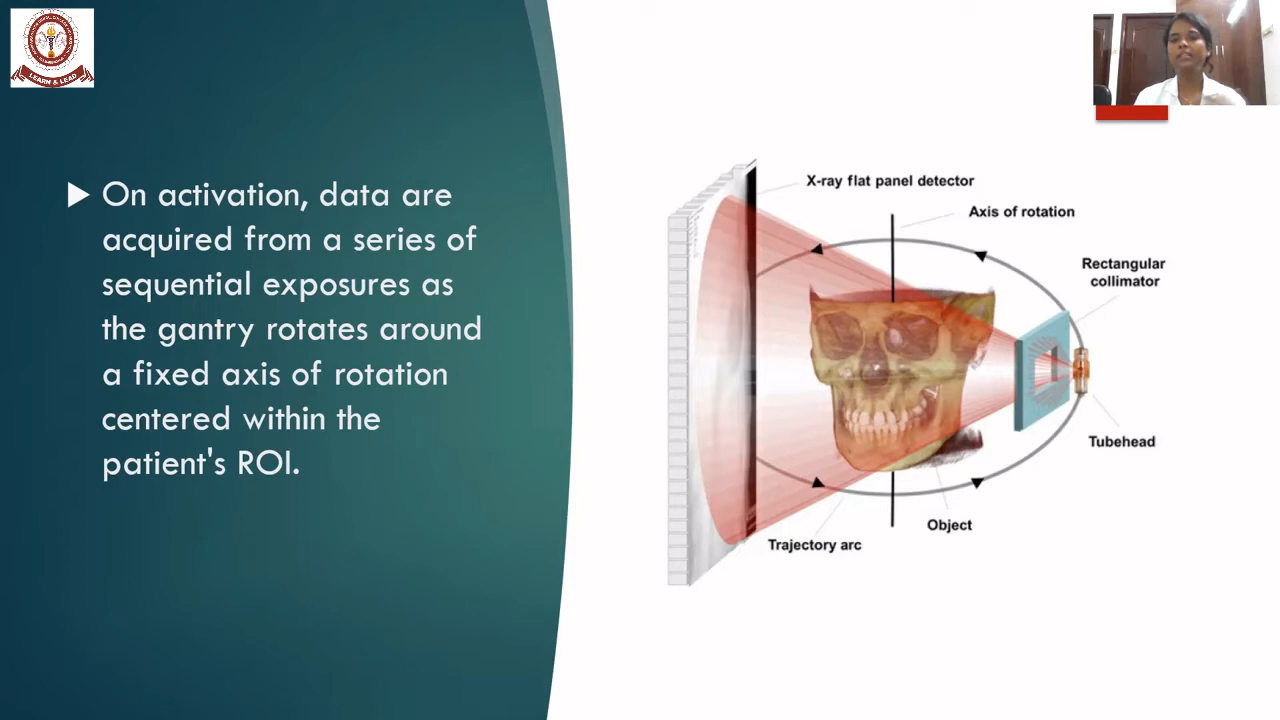 LEARN & LEAD
On activation, data are
acquired from a series of
sequential exposures as
the gantry rotates around
a fixed axis of rotation
centered within the
patient's ROI.
X-ray flat panel detector
Axis of rotation
Rectangular
collimator
Tubehead
Object
Trajectory arc